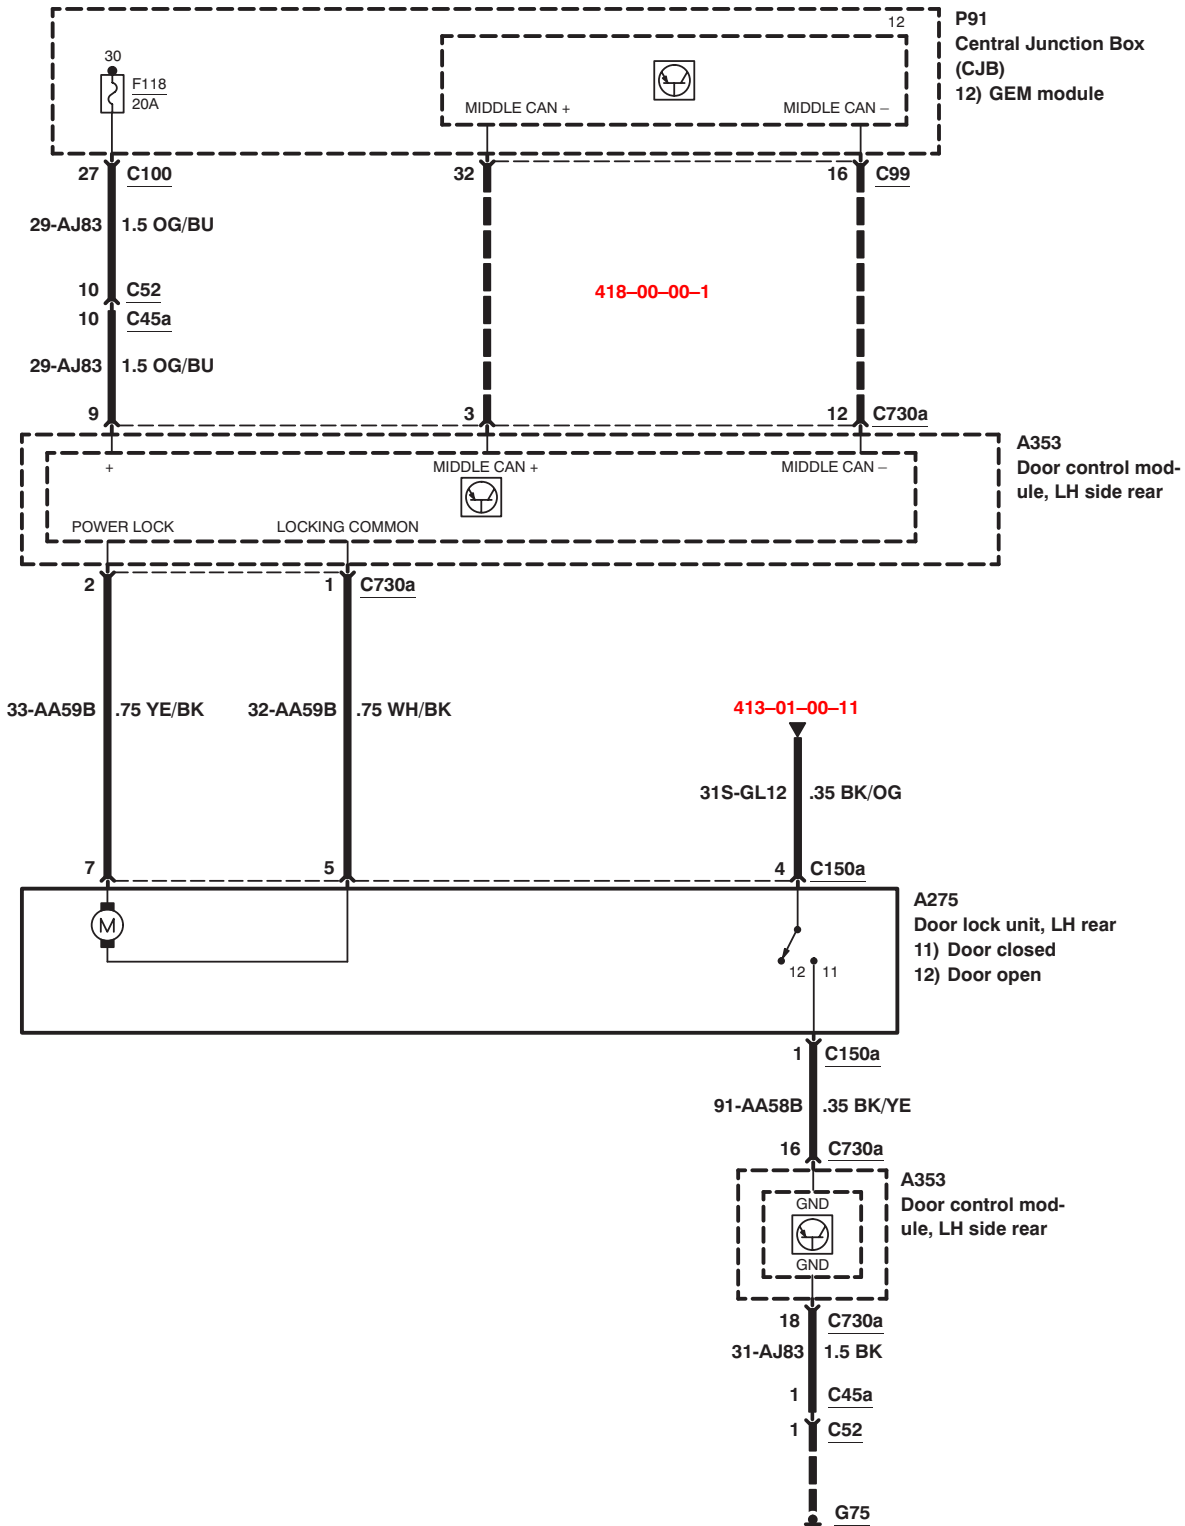 12
P91
Central Junction Box
(CJB)
12) GEM module
30
F118
20A
MIDDLE CAN +
MIDDLE CAN –
27 C100
32
16 C99
29-AJ83 1.5 OG/BU
418–00–00–1
10 C52
10 C45a
29-AJ83 1.5 OG/BU
9
3
12 C730a
A353
Door control mod-
ule, LH side rear
+
MIDDLE CAN +
MIDDLE CAN –
POWER LOCK
LOCKING COMMON
2
1 C730a
33-AA59B .75 YE/BK
32-AA59B .75 WH/BK
413–01–00–11
31S-GL12 .35 BK/OG
7
5
4 C150a
A275
Door lock unit, LH rear
11) Door closed
12) Door open
M
12 11
1 C150a
91-AA58B .35 BK/YE
16 C730a
A353
Door control mod-
ule, LH side rear
GND
GND
18 C730a
31-AJ83 1.5 BK
1 C45a
1 C52
G75